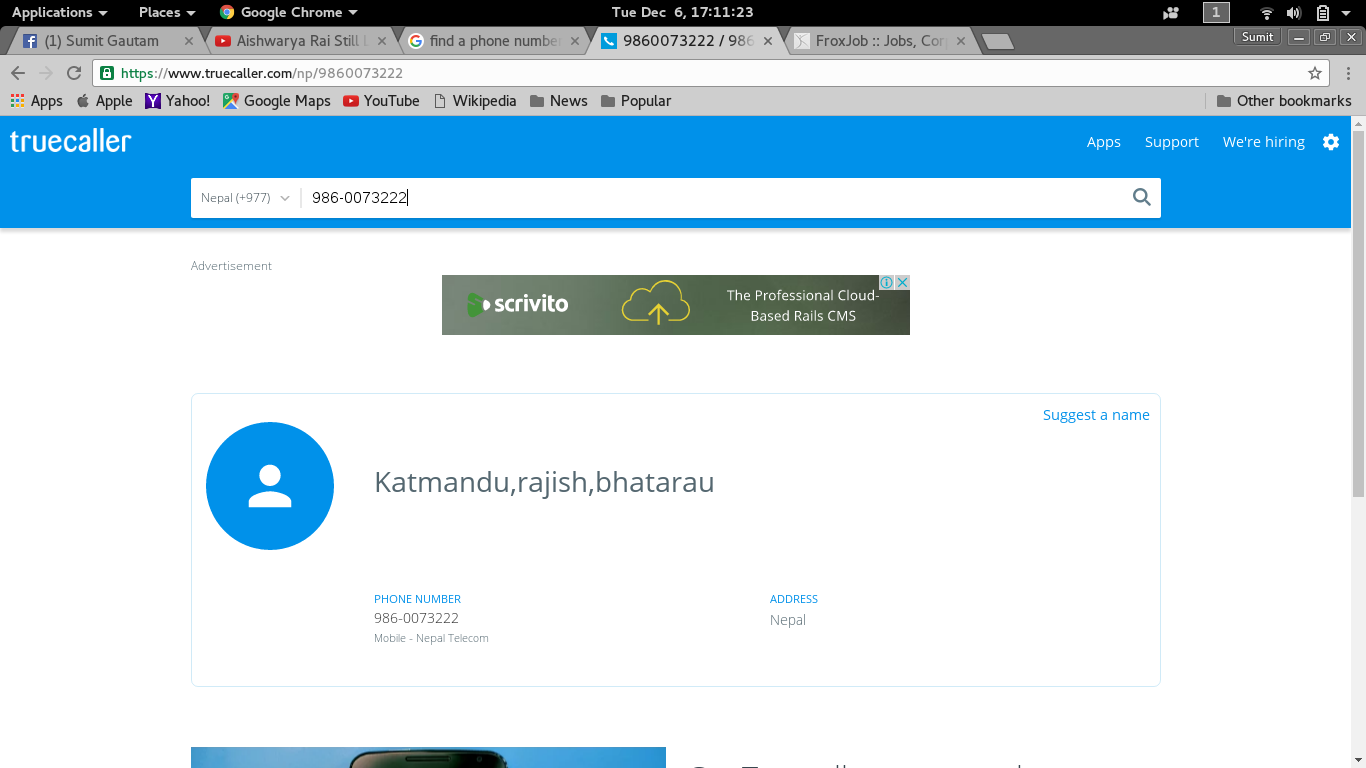 Applications Places Google Chrome Tue Dec 6, 17:11:23 1
(1) Sumit Gautam Aishwarya Rai Still find a phone number 9860073222 / 986 FroxJob :: Jobs, Cor Sumit
https://www.truecaller.com/np/9860073222
Apps Apple Yahoo! Google Maps YouTube Wikipedia News Popular Other bookmarks
truecaller Apps Support We're hiring
Nepal (+977) 986-0073222
Advertisement
scrivito The Professional Cloud-
Based Rails CMS
Suggest a name
Katmandu,rajish,bhatarau
PHONE NUMBER ADDRESS
986-0073222 Nepal
Mobile - Nepal Telecom